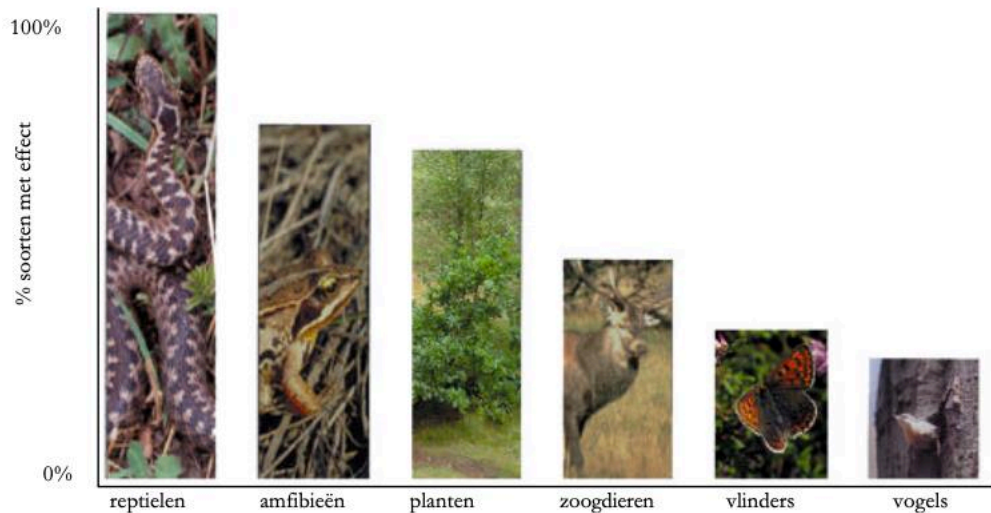 100%
% soorten met effect
0%
reptielen amfibieën planten zoogdieren vlinders vogels